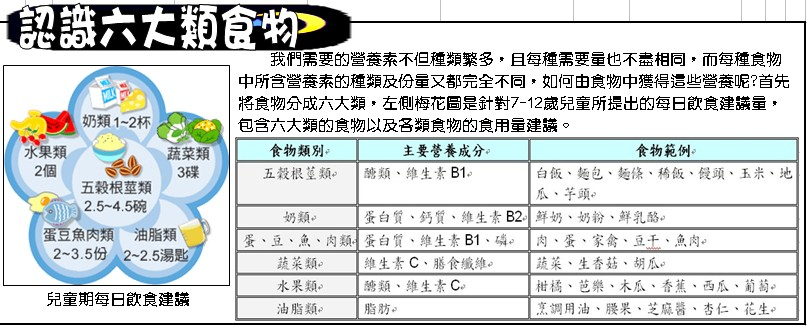 認識六大類食物
我們需要的營養素不但種類繁多，且每種需要量也不盡相同，而每種食物
中所含營養素的種類及份量又都完全不同，如何由食物中獲得這些營養呢?首先
將食物分成六大類，左側梅花圖是針對7-12歲兒童所提出的每日飲食建議量，
包含六大類的食物以及各類食物的食用量建議。
奶類1~2杯
水果類
2個
蔬菜類
3碟
五穀根莖類
2.5~4.5碗
蛋豆魚肉類
2~3.5份
油脂類
2~2.5湯匙
兒童期每日飲食建議
食物類別 主要營養成分 食物範例
五穀根莖類 醣類、維生素 B1 白飯、麵包、麵條、稀飯、饅頭、玉米、地
瓜、芋頭
奶類 蛋白質、鈣質、維生素 B2 鮮奶、奶粉、鮮乳酪
蛋、豆、魚、肉類 蛋白質、維生素 B1、磷 肉、蛋、家禽、豆干、魚肉
蔬菜類 維生素 C、膳食纖維 蔬菜、生香菇、胡瓜
水果類 醣類、維生素 C 柑橘、芭樂、木瓜、香蕉、西瓜、葡萄
油脂類 脂肪 烹調用油、腰果、芝麻醬、杏仁、花生